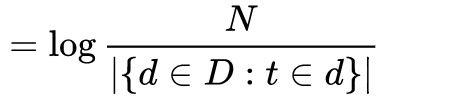 = log N / |{d ∈ D : t ∈ d}|